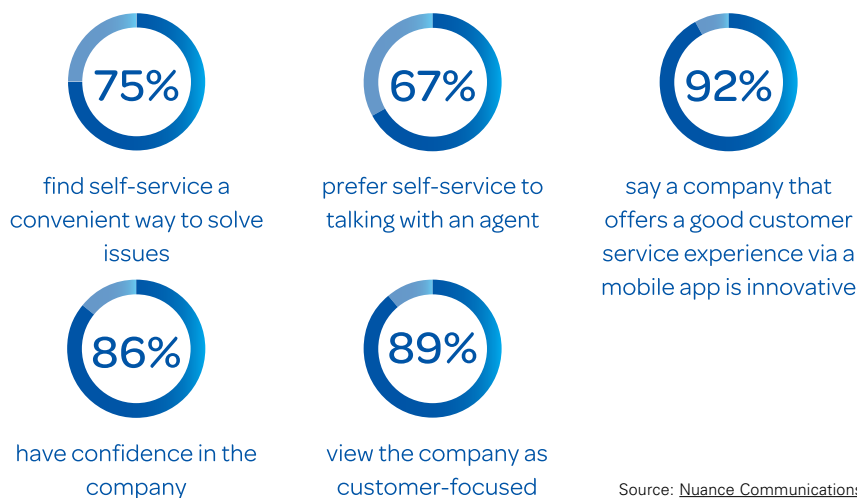 75%
find self-service a
convenient way to solve
issues
67%
prefer self-service to
talking with an agent
92%
say a company that
offers a good customer
service experience via a
mobile app is innovative
86%
have confidence in the
company
89%
view the company as
customer-focused
Source: Nuance Communications